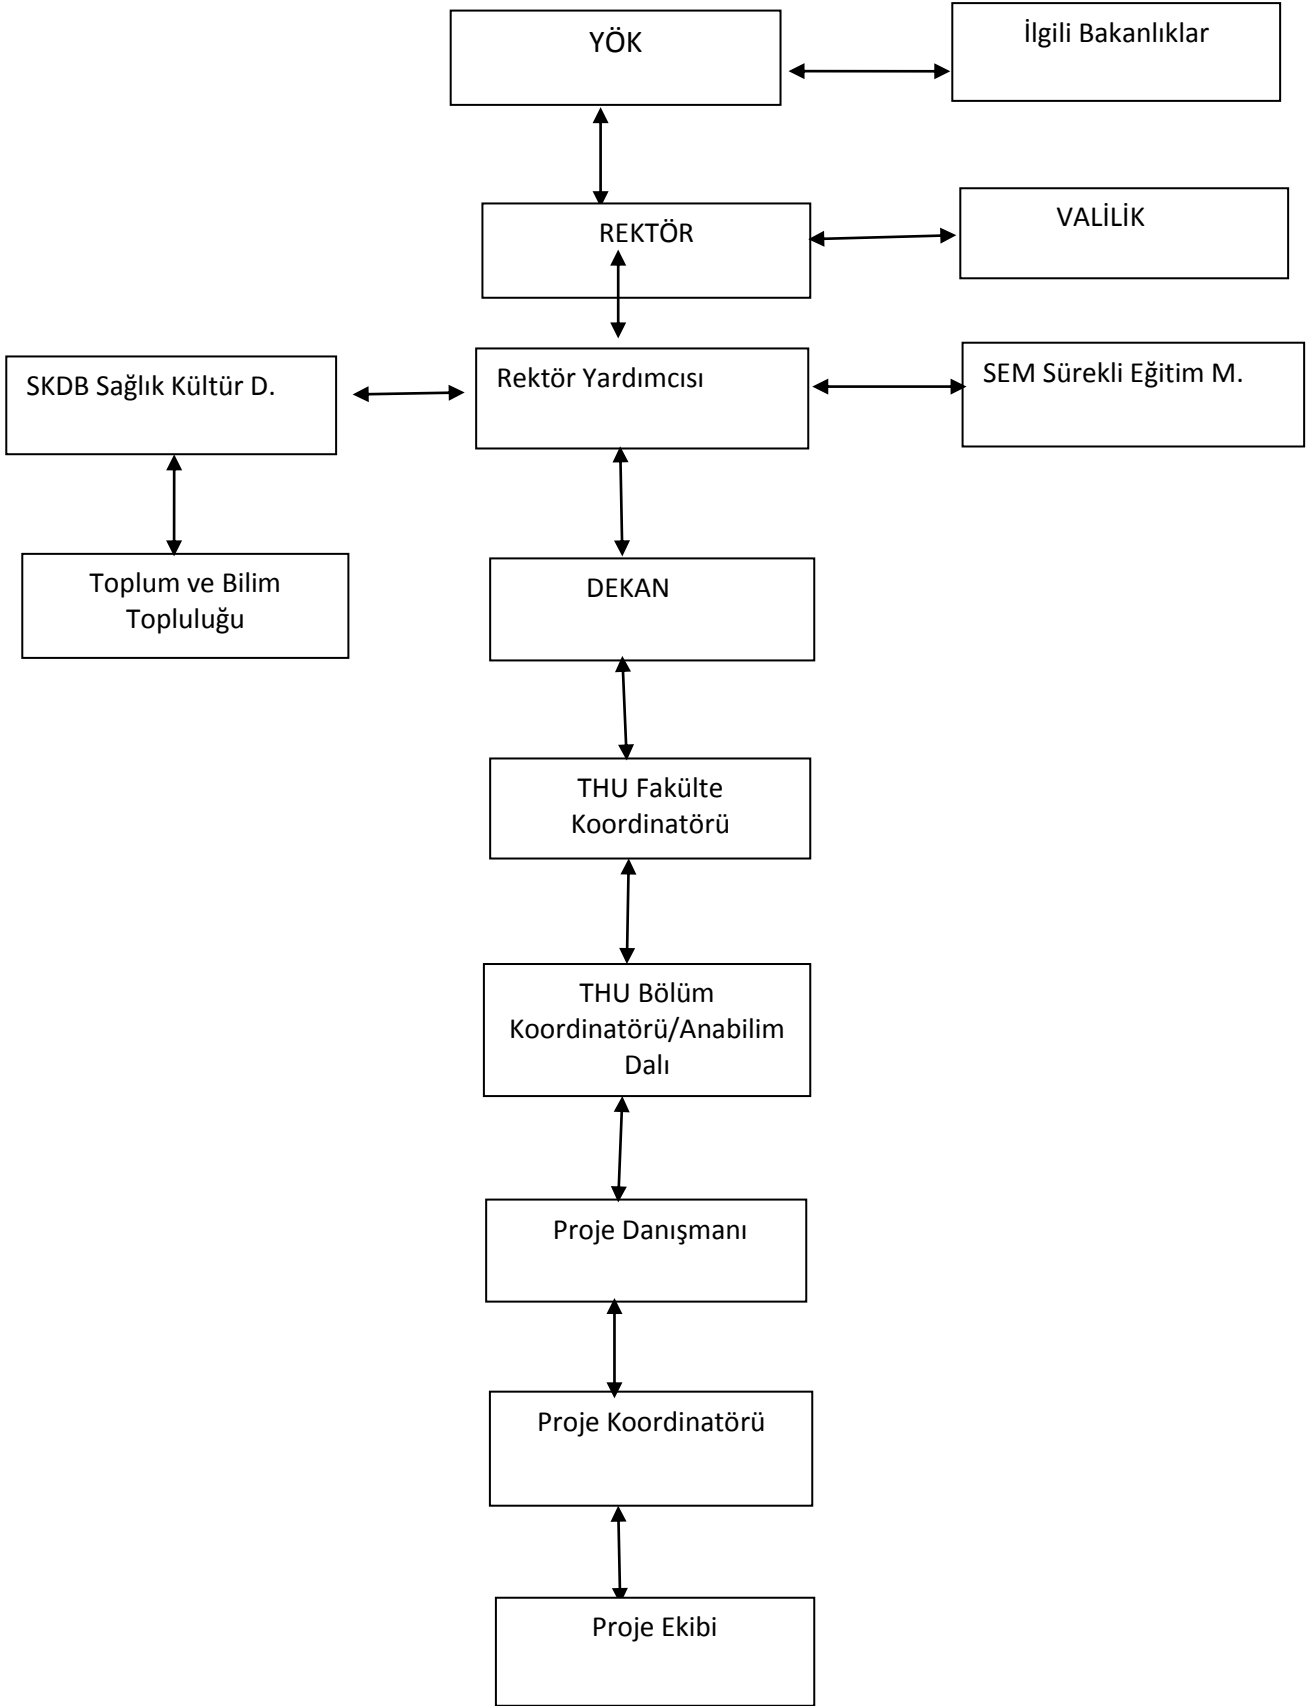 YÖK
İlgili Bakanlıklar
REKTÖR
VALİLİK
SKDB Sağlık Kültür D.
Rektör Yardımcısı
SEM Sürekli Eğitim M.
Toplum ve Bilim
Topluluğu
DEKAN
THU Fakülte
Koordinatörü
THU Bölüm
Koordinatörü/Anabilim
Dalı
Proje Danışmanı
Proje Koordinatörü
Proje Ekibi